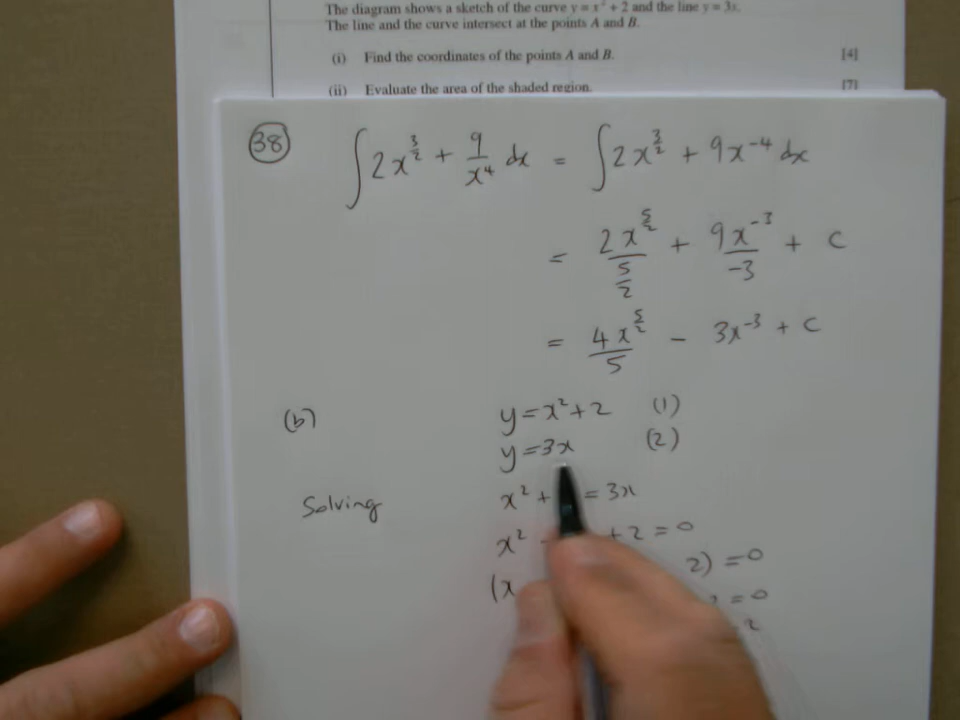 The diagram shows a sketch of the curve y = x² + 2 and the line y = 3x.
The line and the curve intersect at the points A and B.
(i) Find the coordinates of the points A and B. [4]
(ii) Evaluate the area of the shaded region. [7]
(38) ∫ 2x^(3/2) + 9/x⁴ dx = ∫ 2x^(3/2) + 9x⁻⁴ dx
= 2x^(5/2)/(5/2) + 9x⁻³/-3 + c
= 4x^(5/2)/5 - 3x⁻³ + c
(b) y = x² + 2 (1)
y = 3x (2)
Solving x² + = 3x
x² - + 2 = 0
(x 2) = 0
= 0
2